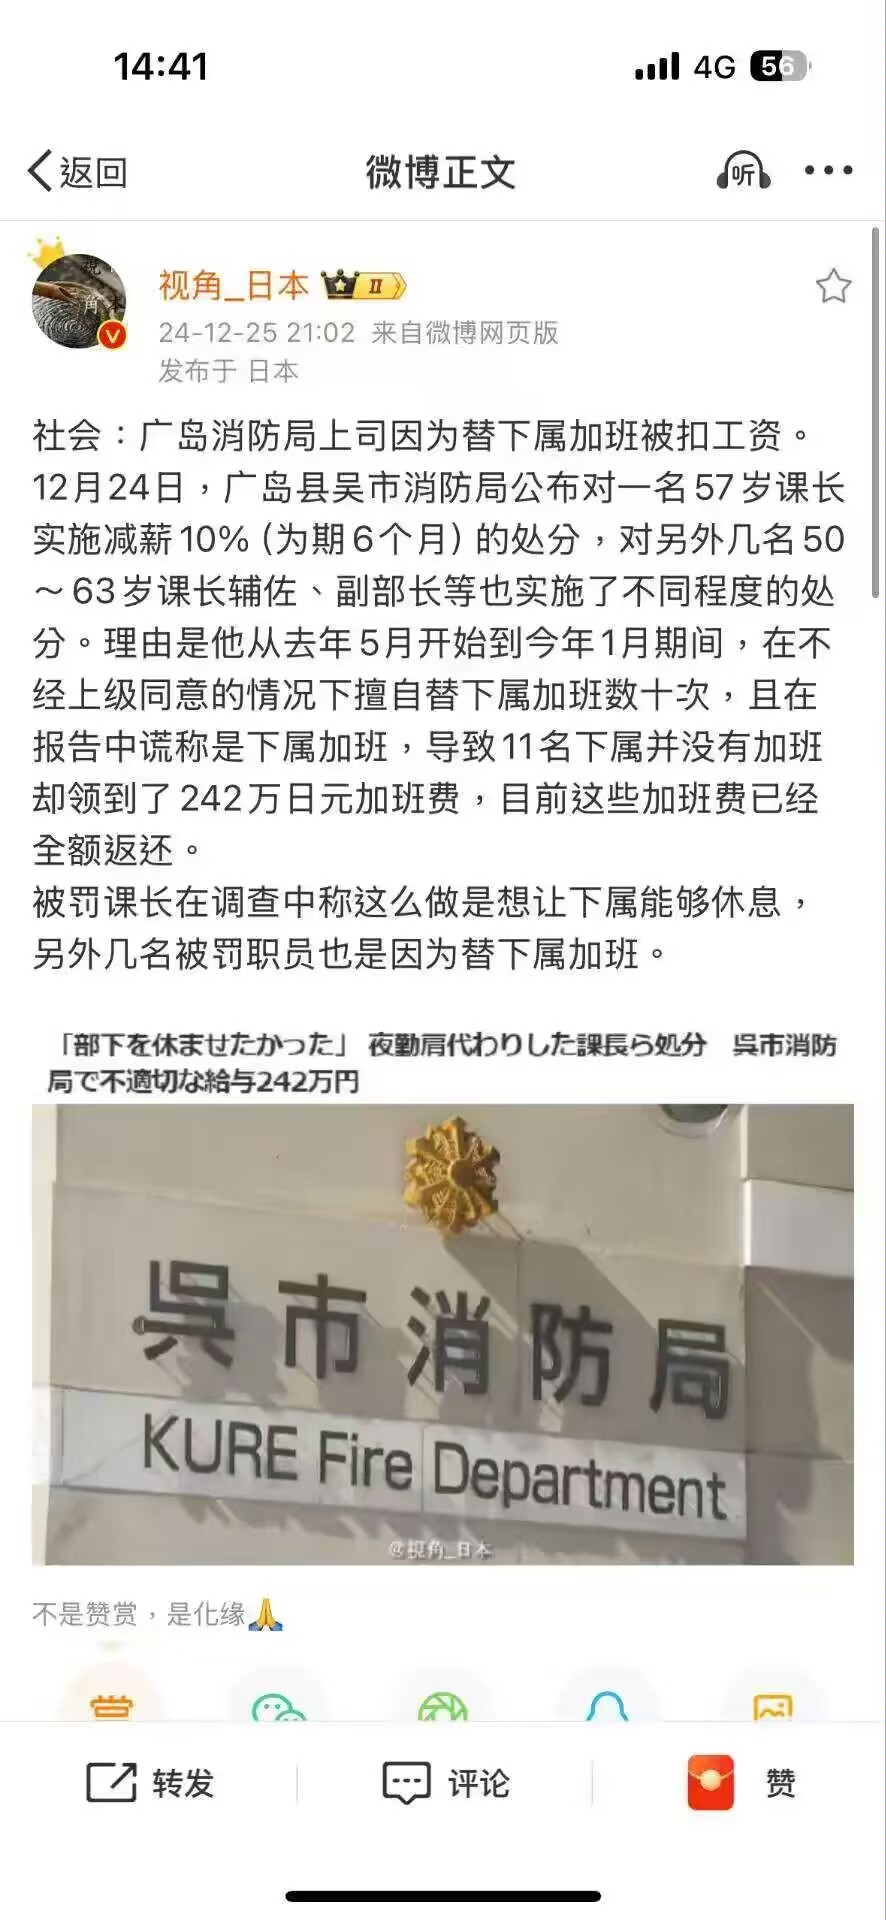 14:41
4G 56
返回
微博正文
听
视角_日本 II
24-12-25 21:02 来自微博网页版
发布于 日本
社会：广岛消防局上司因为替下属加班被扣工资。
12月24日，广岛县吴市消防局公布对一名57岁课长
实施减薪10%（为期6个月）的处分，对另外几名50
～63岁课长辅佐、副部长等也实施了不同程度的处
分。理由是他从去年5月开始到今年1月期间，在不
经上级同意的情况下擅自替下属加班数十次，且在
报告中谎称是下属加班，导致11名下属并没有加班
却领到了242万日元加班费，目前这些加班费已经
全额返还。
被罚课长在调查中称这么做是想让下属能够休息，
另外几名被罚职员也是因为替下属加班。
「部下を休ませたかった」 夜勤肩代わりした課長ら処分　呉市消防
局で不適切な給与242万円
呉市消防局
KURE Fire Department
@视角_日本
不是赞赏，是化缘🙏
转发
评论
赞